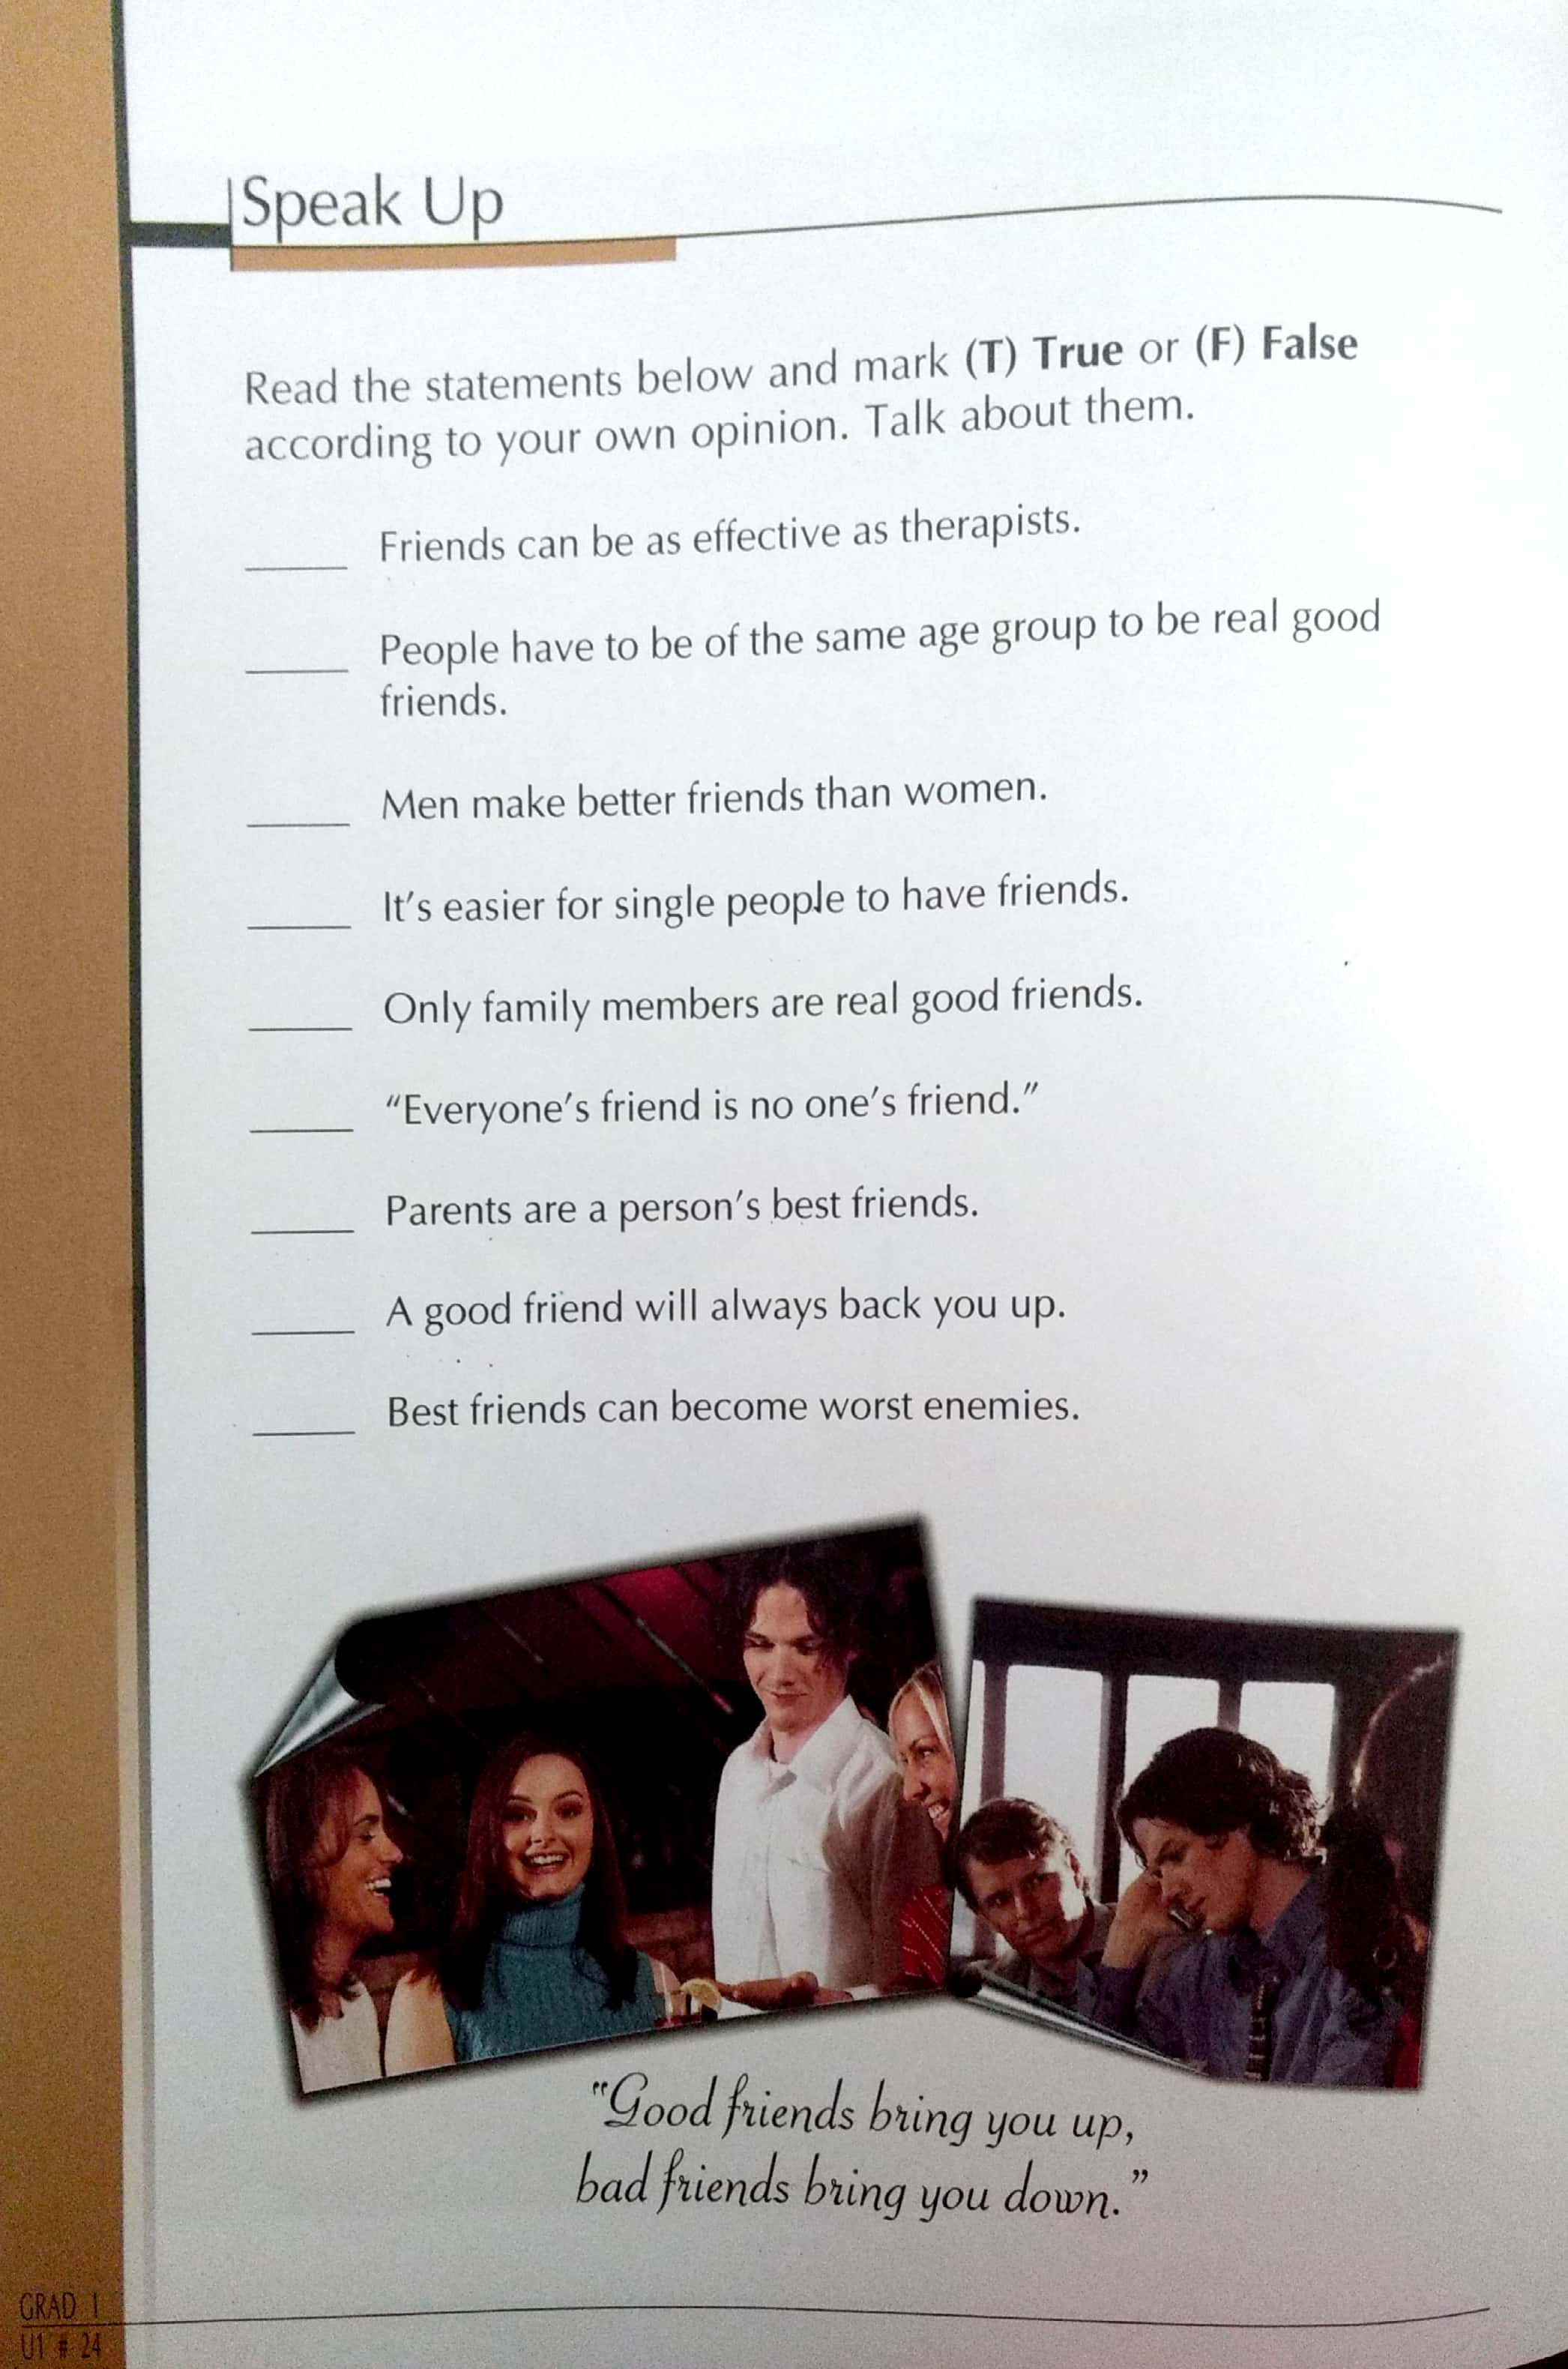 Speak Up
Read the statements below and mark (T) True or (F) False
according to your own opinion. Talk about them.
_____ Friends can be as effective as therapists.
_____ People have to be of the same age group to be real good
friends.
_____ Men make better friends than women.
_____ It's easier for single people to have friends.
_____ Only family members are real good friends.
_____ “Everyone's friend is no one's friend.”
_____ Parents are a person's best friends.
_____ A good friend will always back you up.
_____ Best friends can become worst enemies.
“Good friends bring you up,
bad friends bring you down.”
GRAD 1
U1 # 24